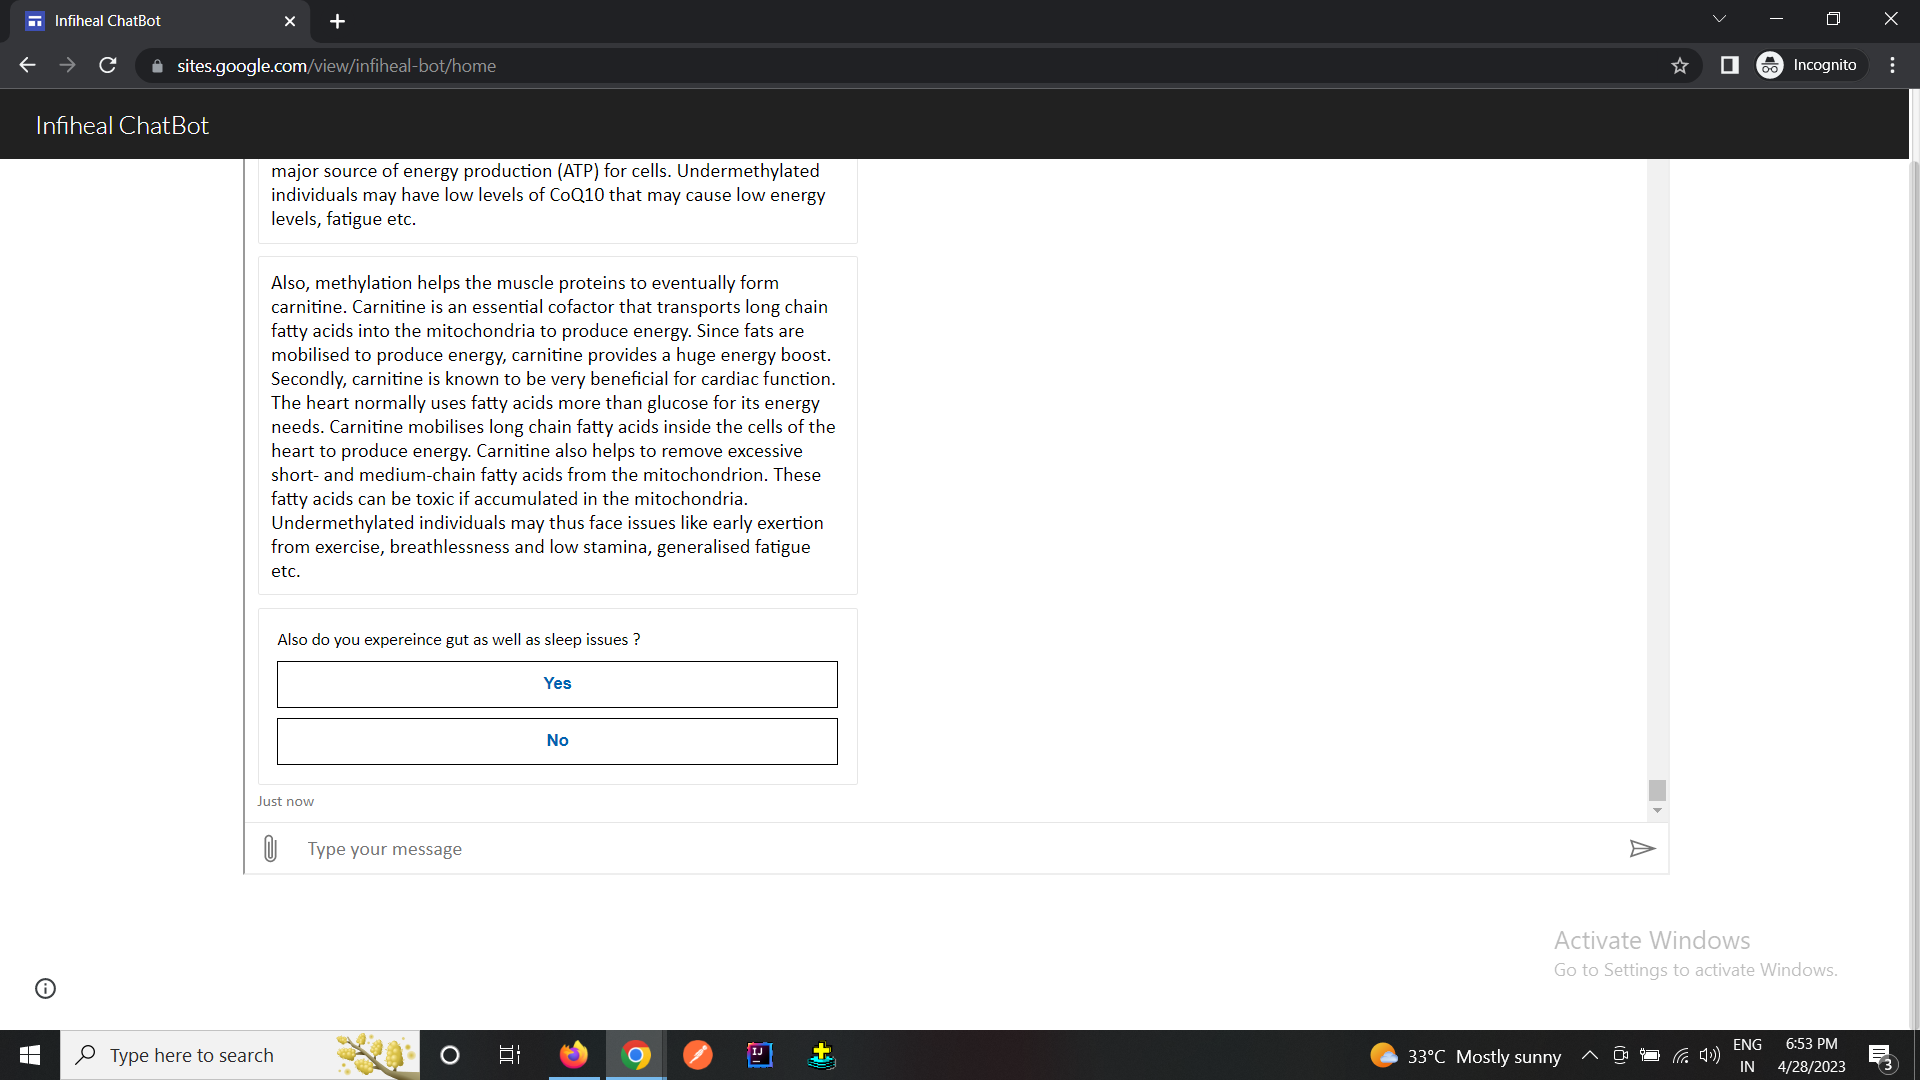 Infiheal ChatBot
sites.google.com/view/infiheal-bot/home
Incognito
Infiheal ChatBot
major source of energy production (ATP) for cells. Undermethylated
individuals may have low levels of CoQ10 that may cause low energy
levels, fatigue etc.
Also, methylation helps the muscle proteins to eventually form
carnitine. Carnitine is an essential cofactor that transports long chain
fatty acids into the mitochondria to produce energy. Since fats are
mobilised to produce energy, carnitine provides a huge energy boost.
Secondly, carnitine is known to be very beneficial for cardiac function.
The heart normally uses fatty acids more than glucose for its energy
needs. Carnitine mobilises long chain fatty acids inside the cells of the
heart to produce energy. Carnitine also helps to remove excessive
short- and medium-chain fatty acids from the mitochondrion. These
fatty acids can be toxic if accumulated in the mitochondria.
Undermethylated individuals may thus face issues like early exertion
from exercise, breathlessness and low stamina, generalised fatigue
etc.
Also do you expereince gut as well as sleep issues ?
Yes
No
Just now
Type your message
Activate Windows
Go to Settings to activate Windows.
Type here to search
IJ
33°C Mostly sunny
ENG
IN
6:53 PM
4/28/2023
3